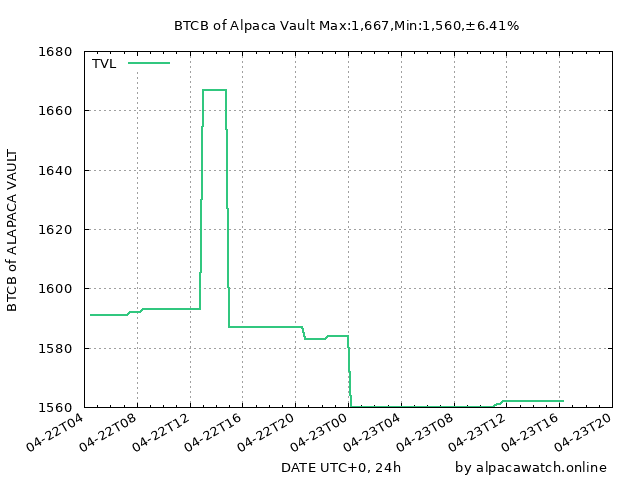 BTCB of Alpaca Vault Max:1,667,Min:1,560,±6.41%
TVL
1680
1660
1640
1620
1600
1580
1560
BTCB of ALAPACA VAULT
04-22T04
04-22T08
04-22T12
04-22T16
04-22T20
04-23T00
04-23T04
04-23T08
04-23T12
04-23T16
04-23T20
DATE UTC+0, 24h
by alpacawatch.online